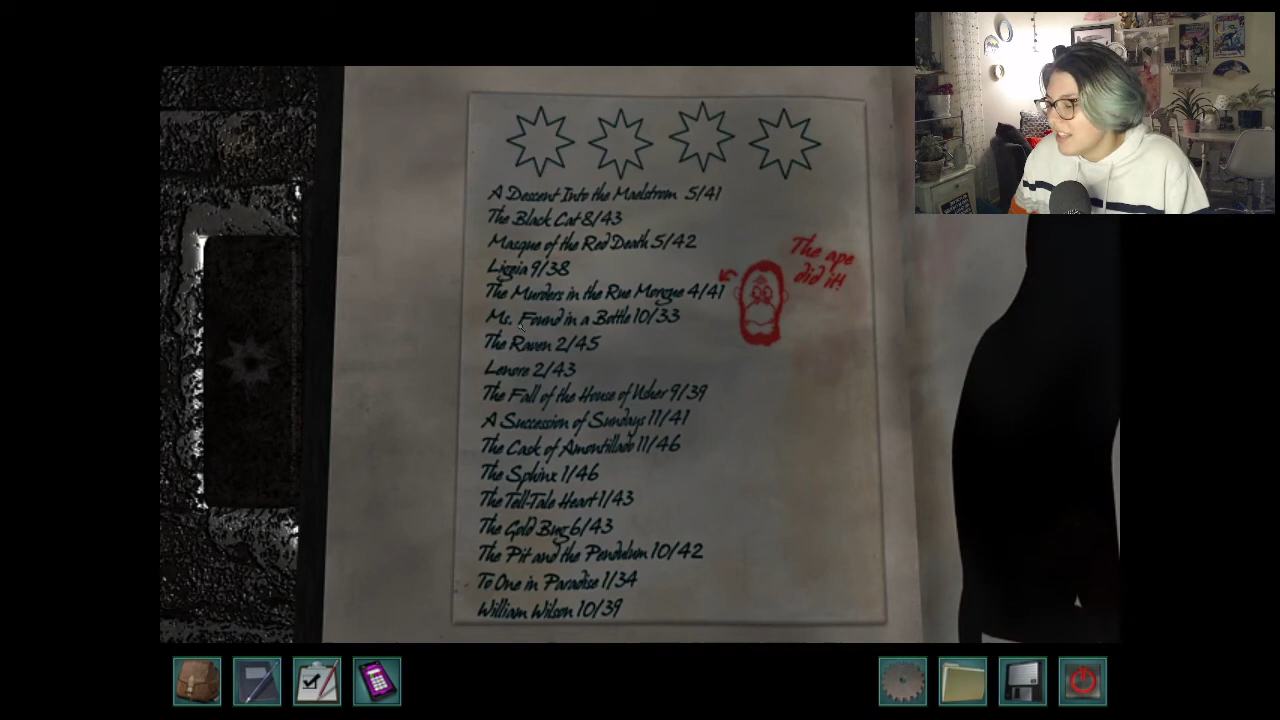 A Descent Into the Maelstrom 5/41
The Black Cat 8/43
Masque of the Red Death 5/42
Ligeia 9/38
The Murders in the Rue Morgue 4/41
The ape
did it!
Ms. Found in a Bottle 10/33
The Raven 2/45
Lenore 2/43
The Fall of the House of Usher 9/39
A Succession of Sundays 11/41
The Cask of Amontillado 11/46
The Sphinx 1/46
The Tell-Tale Heart 1/43
The Gold Bug 6/43
The Pit and the Pendulum 10/42
To One in Paradise 1/34
William Wilson 10/39